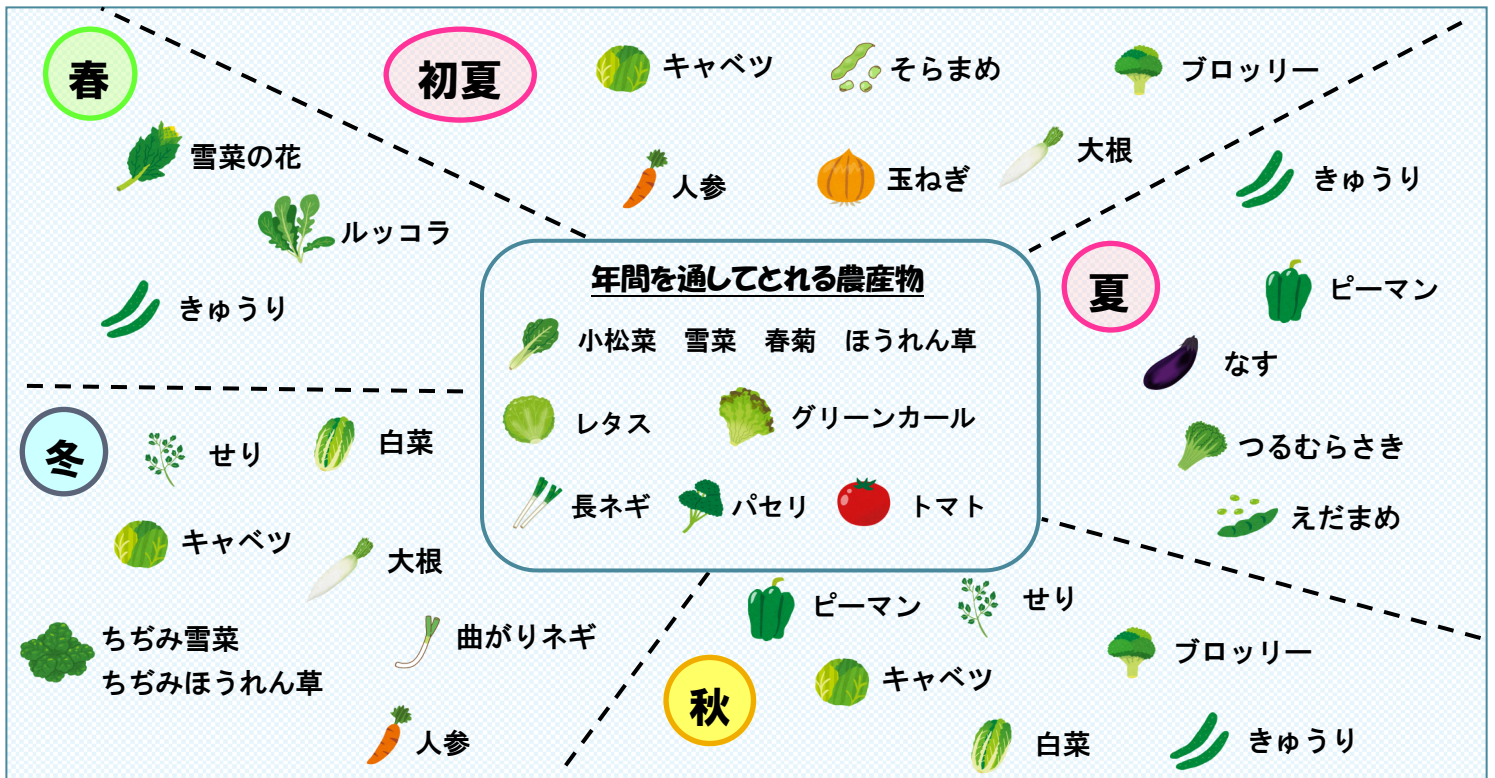 春
雪菜の花
ルッコラ
きゅうり
初夏
キャベツ
そらまめ
ブロッリー
人参
玉ねぎ
大根
夏
きゅうり
ピーマン
なす
つるむらさき
えだまめ
年間を通してとれる農産物
小松菜 雪菜 春菊 ほうれん草
レタス
グリーンカール
長ネギ
パセリ
トマト
冬
せり
白菜
キャベツ
大根
ちぢみ雪菜
ちぢみほうれん草
曲がりネギ
人参
秋
ピーマン
せり
ブロッリー
キャベツ
白菜
きゅうり